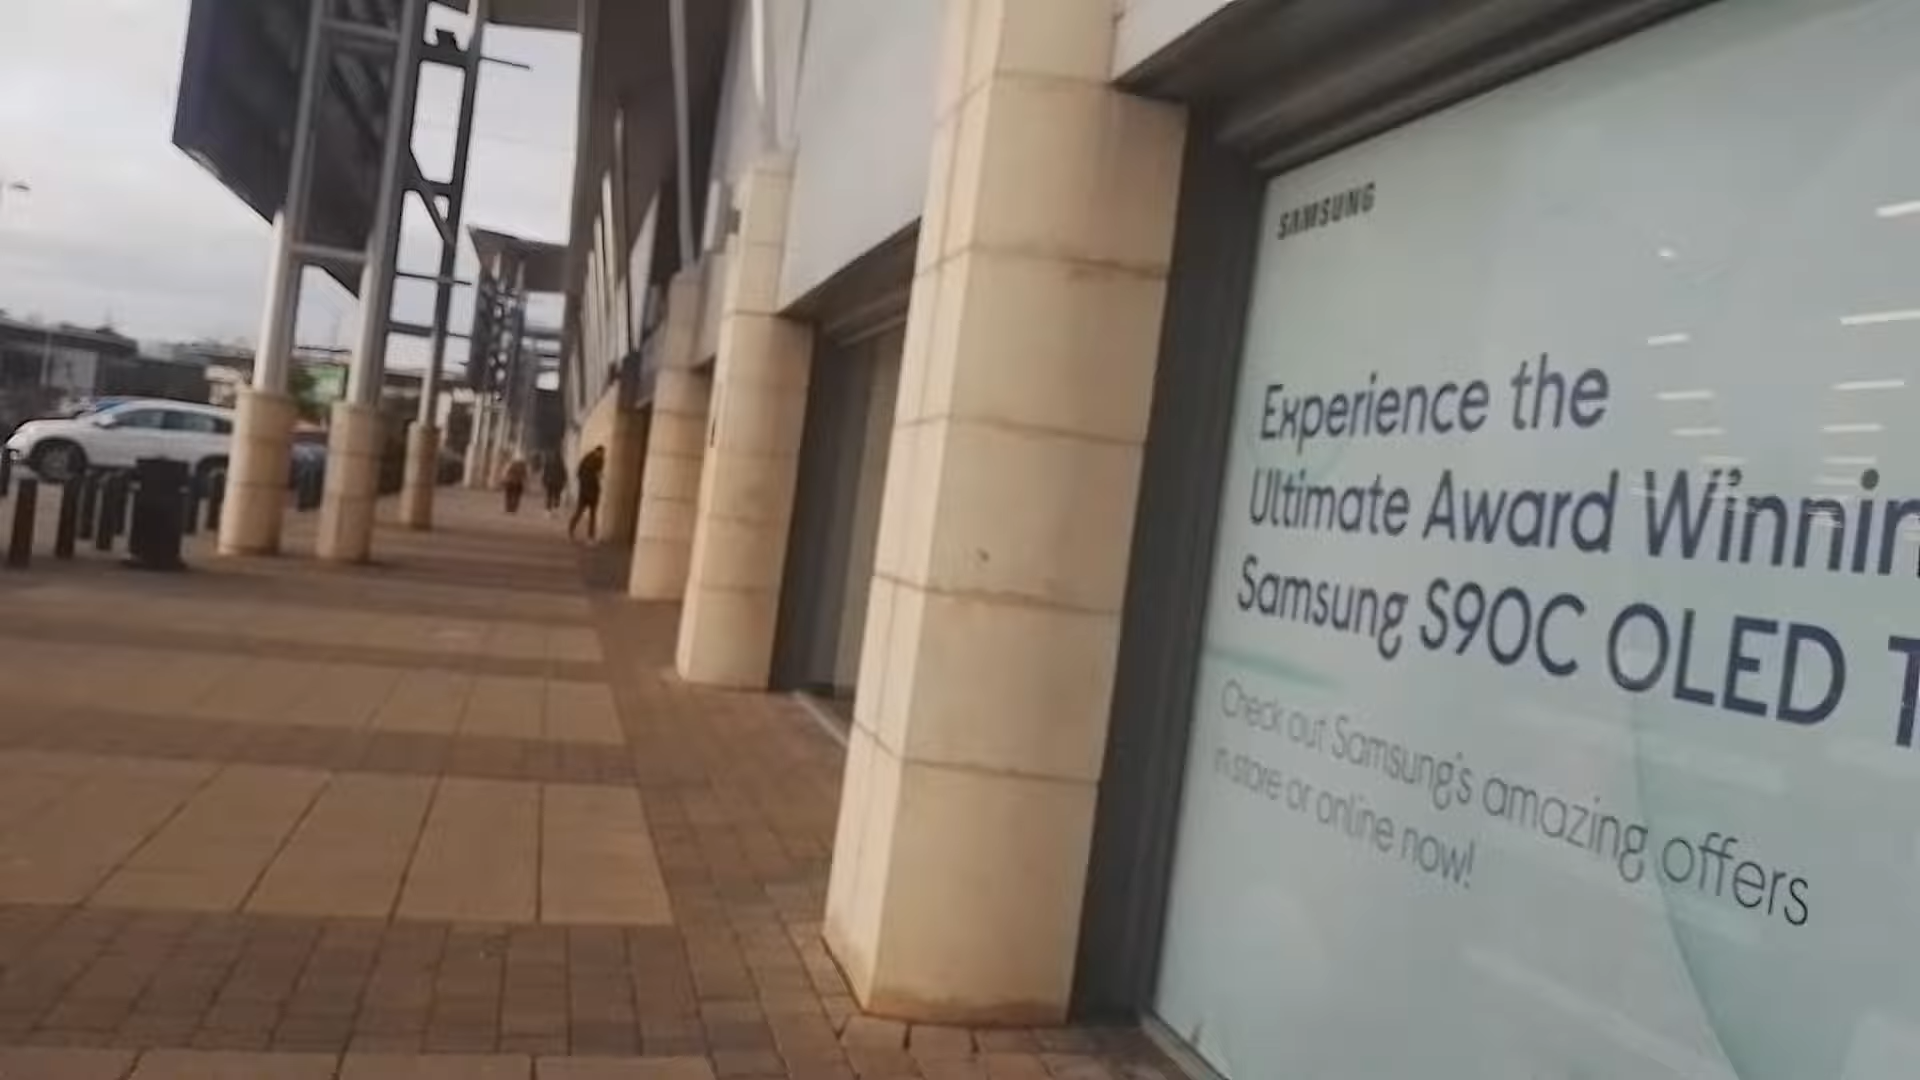 SAMSUNG
Experience the
Ultimate Award Winnin
Samsung S90C OLED T
Check out Samsung's amazing offers
in store or online now!